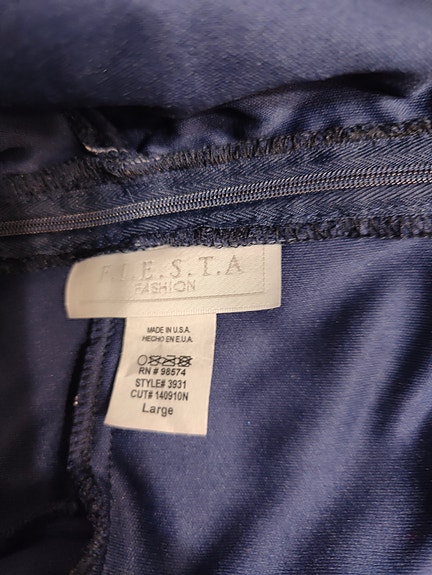 F.I.E.S.T.A
FASHION
MADE IN U.S.A.
HECHO EN E.U.A.
RN # 98574
STYLE# 3931
CUT# 140910N
Large